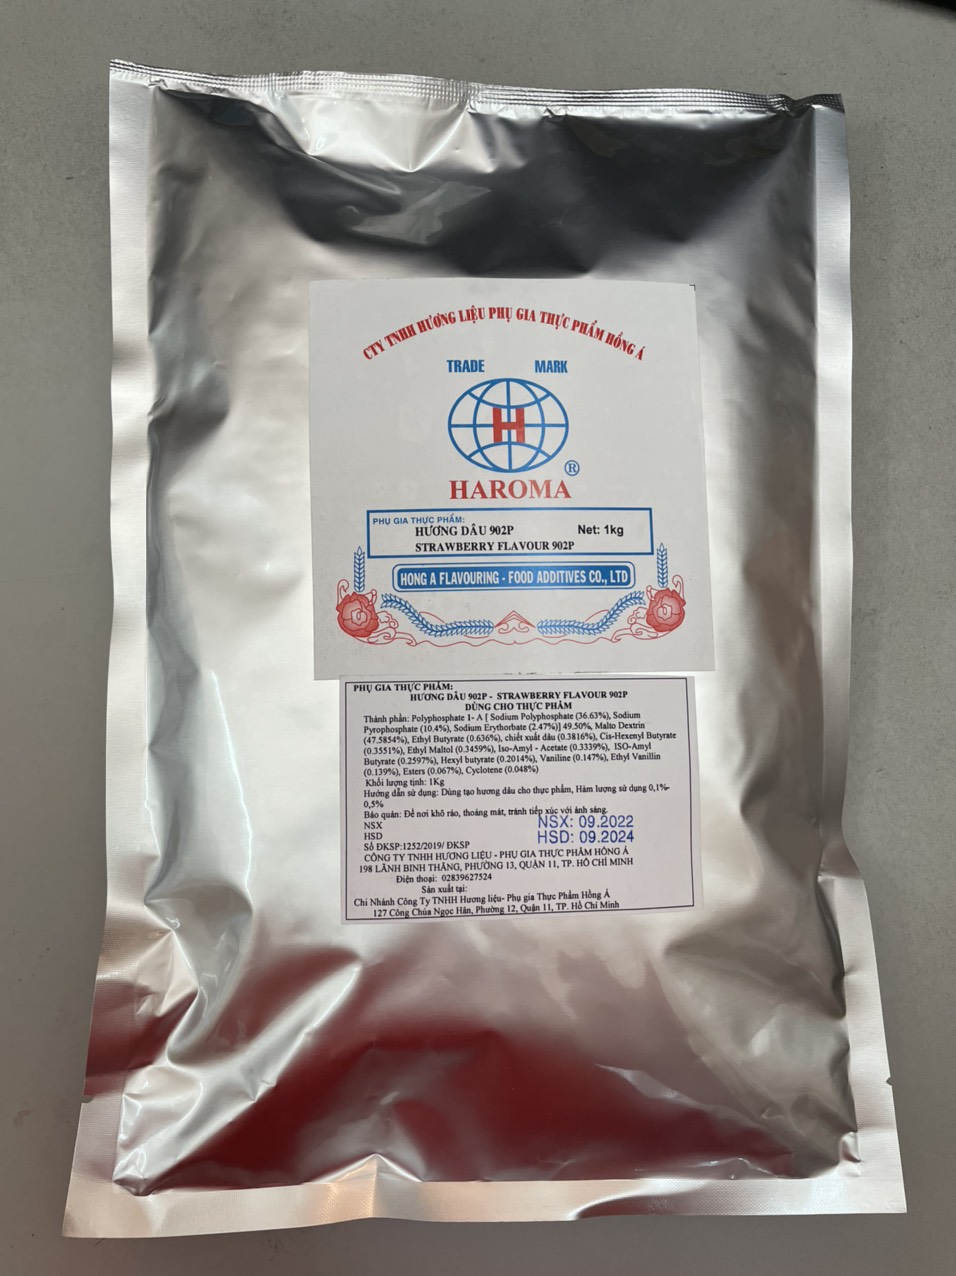 CTY TNHH HƯƠNG LIỆU PHỤ GIA THỰC PHẨM HỒNG Á
TRADE MARK
H
®
HAROMA
PHỤ GIA THỰC PHẨM:
HƯƠNG DÂU 902P Net: 1kg
STRAWBERRY FLAVOUR 902P
HONG A FLAVOURING - FOOD ADDITIVES CO., LTD
PHỤ GIA THỰC PHẨM:
HƯƠNG DÂU 902P - STRAWBERRY FLAVOUR 902P
DÙNG CHO THỰC PHẨM
Thành phần: Polyphosphate 1- A [ Sodium Polyphosphate (36.63%), Sodium
Pyrophosphate (10.4%), Sodium Erythorbate (2.47%)] 49.50%, Malto Dextrin
(47.5854%), Ethyl Butyrate (0.636%), chiết xuất dâu (0.3816%), Cis-Hexenyl Butyrate
(0.3551%), Ethyl Maltol (0.3459%), Iso-Amyl - Acetate (0.3339%), ISO-Amyl
Butyrate (0.2597%), Hexyl butyrate (0.2014%), Vaniline (0.147%), Ethyl Vanillin
(0.139%), Esters (0.067%), Cyclotene (0.048%)
Khối lượng tịnh: 1Kg
Hướng dẫn sử dụng: Dùng tạo hương dâu cho thực phẩm, Hàm lượng sử dụng 0,1%-
0,5%
Bảo quản: Để nơi khô ráo, thoáng mát, tránh tiếp xúc với ánh sáng.
NSX NSX: 09.2022
HSD HSD: 09.2024
Số ĐKSP:1252/2019/ ĐKSP
CÔNG TY TNHH HƯƠNG LIỆU - PHỤ GIA THỰC PHẨM HỒNG Á
198 LÃNH BINH THĂNG, PHƯỜNG 13, QUẬN 11, TP. HỒ CHÍ MINH
Điện thoại: 02839627524
Sản xuất tại:
Chi Nhánh Công Ty TNHH Hương liệu- Phụ gia Thực Phẩm Hồng Á
127 Công Chúa Ngọc Hân, Phường 12, Quận 11, TP. Hồ Chí Minh